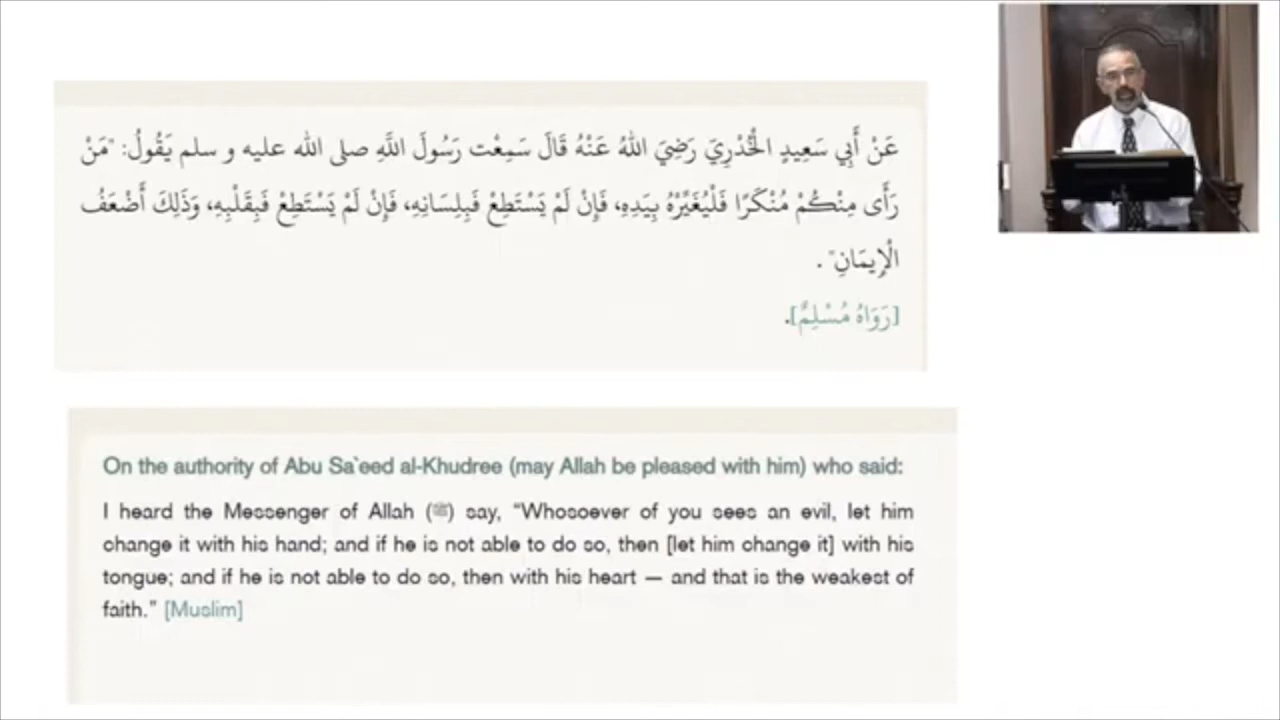 عَنْ أَبِي سَعِيدٍ الْخُدْرِيَ رَضِيَ اللهُ عَنْهُ قَالَ سَمِعْت رَسُولَ اللَّهِ صلى الله عليه و سلم يَقُولُ: "مَنْ
رَأَى مِنْكُمْ مُنْكَرًا فَلْيُغَيِّرْهُ بِيَدِهِ، فَإِنْ لَمْ يَسْتَطِعْ فَبِلِسَانِهِ، فَإِنْ لَمْ يَسْتَطِعْ فَبِقَلْبِهِ، وَذَلِكَ أَضْعَفُ
الْإِيمَانِ" .
[رَوَاهُ مُسْلِمٌ].
On the authority of Abu Sa`eed al-Khudree (may Allah be pleased with him) who said:
I heard the Messenger of Allah (ﷺ) say, “Whosoever of you sees an evil, let him
change it with his hand; and if he is not able to do so, then [let him change it] with his
tongue; and if he is not able to do so, then with his heart — and that is the weakest of
faith.” [Muslim]